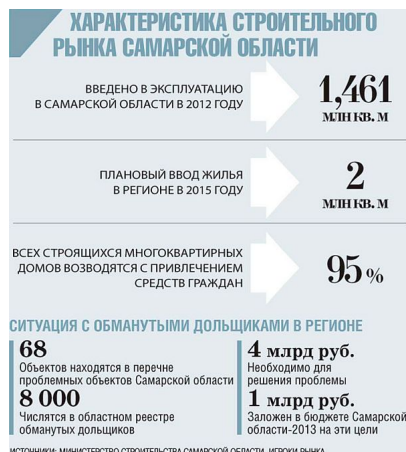 ХАРАКТЕРИСТИКА СТРОИТЕЛЬНОГО
РЫНКА САМАРСКОЙ ОБЛАСТИ
ВВЕДЕНО В ЭКСПЛУАТАЦИЮ
В САМАРСКОЙ ОБЛАСТИ В 2012 ГОДУ
1,461
МЛН КВ. М
ПЛАНОВЫЙ ВВОД ЖИЛЬЯ
В РЕГИОНЕ В 2015 ГОДУ
2
МЛН КВ. М
ВСЕХ СТРОЯЩИХСЯ МНОГОКВАРТИРНЫХ
ДОМОВ ВОЗВОДЯТСЯ С ПРИВЛЕЧЕНИЕМ
СРЕДСТВ ГРАЖДАН
95 %
СИТУАЦИЯ С ОБМАНУТЫМИ ДОЛЬЩИКАМИ В РЕГИОНЕ
68
Объектов находятся в перечне
проблемных объектов Самарской области
8 000
Числятся в областном реестре
обманутых дольщиков
4 млрд руб.
Необходимо для
решения проблемы
1 млрд руб.
Заложен в бюджете Самарской
области-2013 на эти цели
ИСТОЧНИКИ: МИНИСТЕРСТВО СТРОИТЕЛЬСТВА САМАРСКОЙ ОБЛАСТИ, ИГРОКИ РЫНКА